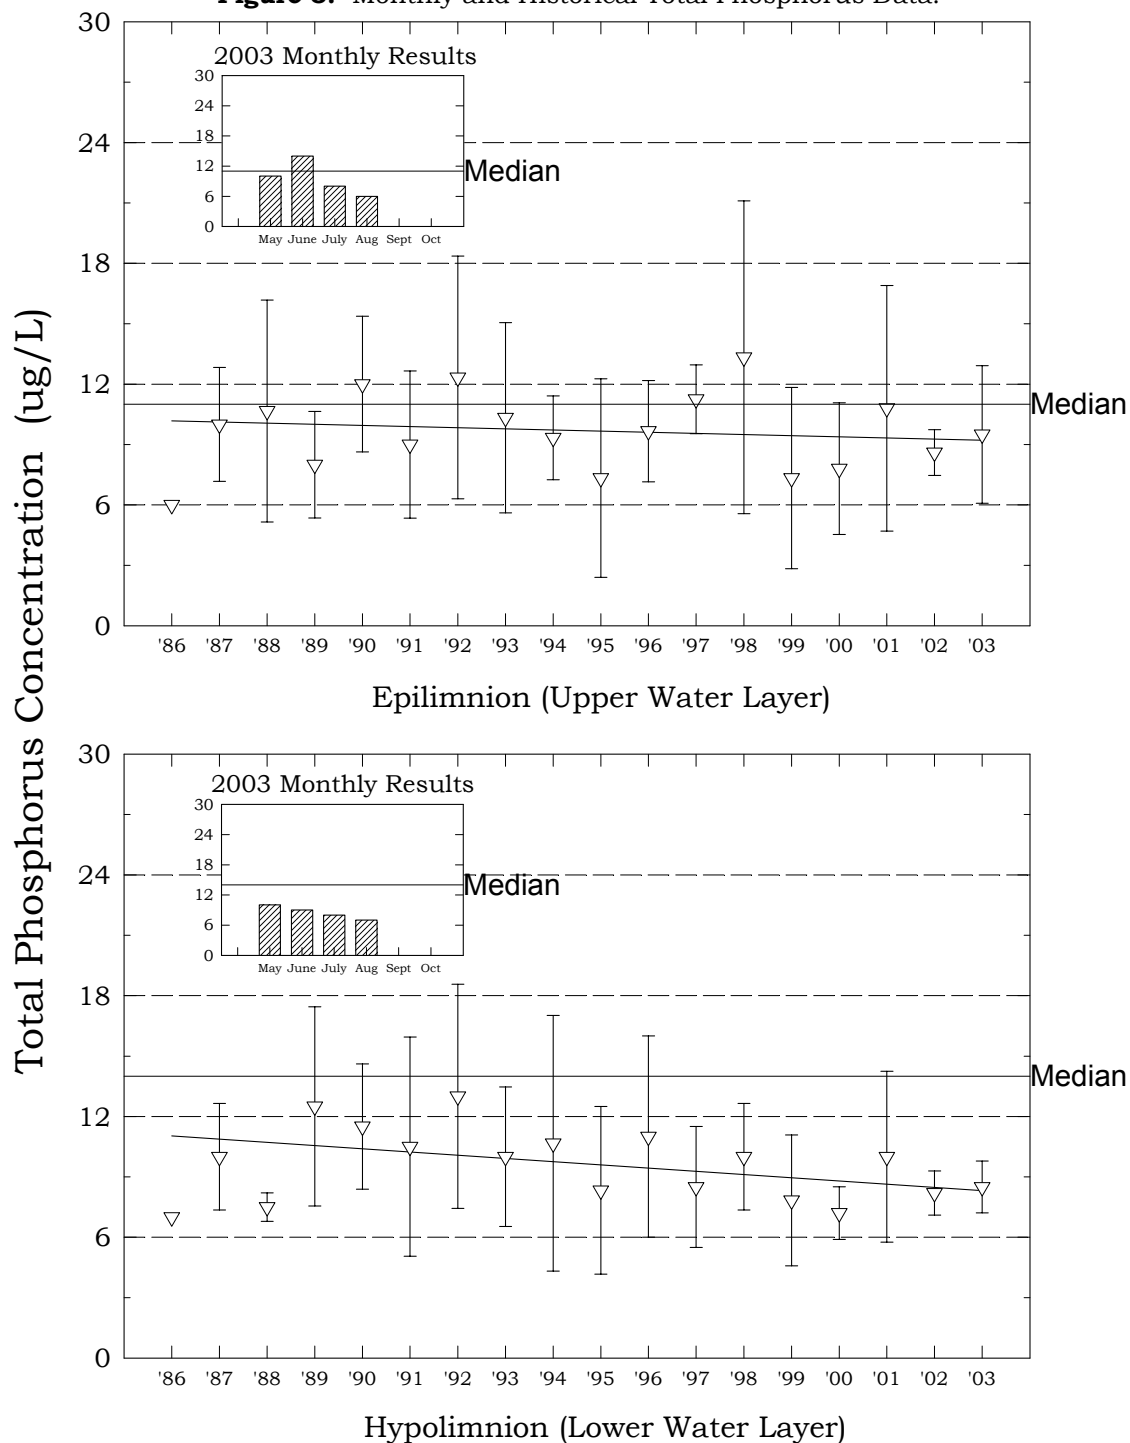 Figure 3. Monthly and Historical Total Phosphorus Data.
Total Phosphorus Concentration (ug/L)
30
24
18
12
6
0
2003 Monthly Results
30
24
18
12
6
0
Median
May June July Aug Sept Oct
Median
'86 '87 '88 '89 '90 '91 '92 '93 '94 '95 '96 '97 '98 '99 '00 '01 '02 '03
Epilimnion (Upper Water Layer)
30
24
18
12
6
0
2003 Monthly Results
30
24
18
12
6
0
Median
May June July Aug Sept Oct
Median
'86 '87 '88 '89 '90 '91 '92 '93 '94 '95 '96 '97 '98 '99 '00 '01 '02 '03
Hypolimnion (Lower Water Layer)